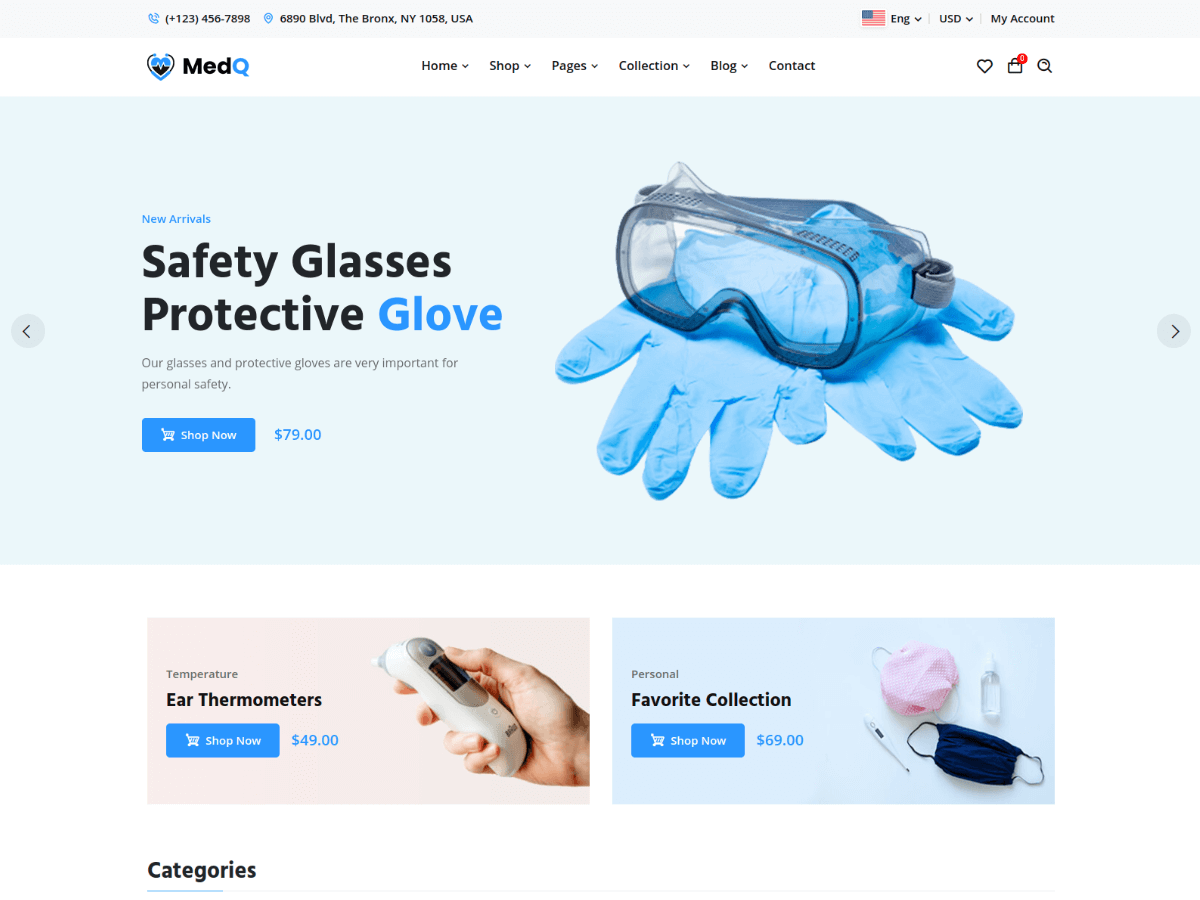 (+123) 456-7898 6890 Blvd, The Bronx, NY 1058, USA Eng USD My Account
MedQ Home Shop Pages Collection Blog Contact 0
New Arrivals
Safety Glasses
Protective Glove
Our glasses and protective gloves are very important for
personal safety.
Shop Now $79.00
Temperature
Ear Thermometers
Shop Now $49.00
BRAUN
Personal
Favorite Collection
Shop Now $69.00
Categories